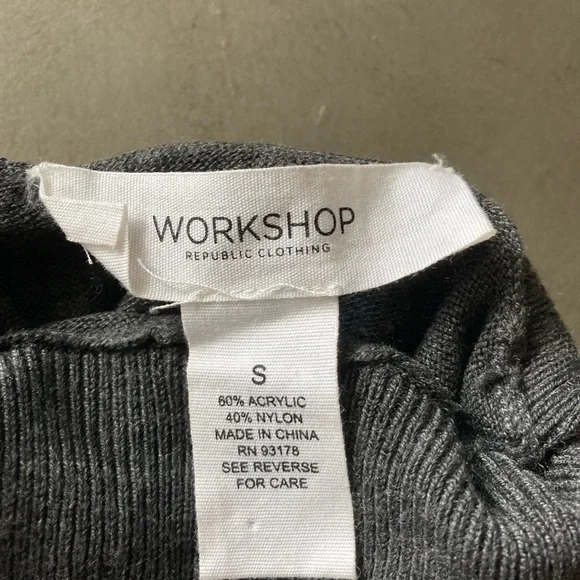 WORKSHOP
REPUBLIC CLOTHING
S
60% ACRYLIC
40% NYLON
MADE IN CHINA
RN 93178
SEE REVERSE
FOR CARE